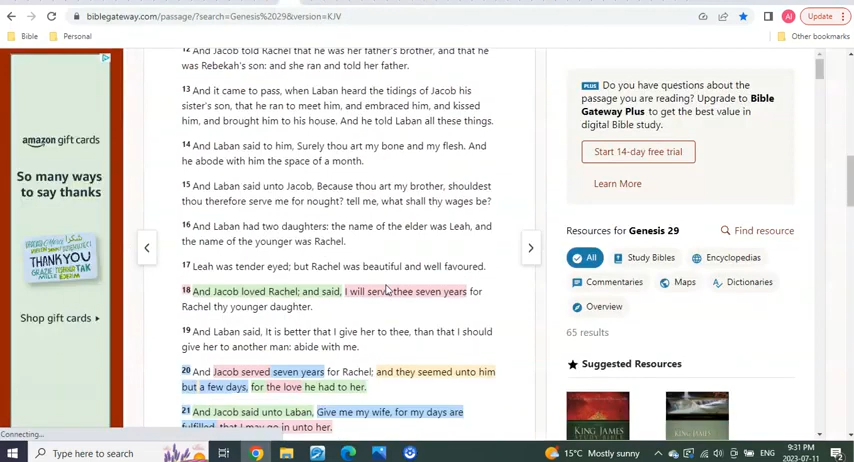 biblegateway.com/passage/?search=Genesis%2029&version=KJV
AI
Update
Bible
Personal
Other bookmarks
12 And Jacob told Rachel that he was her father's brother, and that he
was Rebekah's son: and she ran and told her father.
13 And it came to pass, when Laban heard the tidings of Jacob his
sister's son, that he ran to meet him, and embraced him, and kissed
him, and brought him to his house. And he told Laban all these things.
14 And Laban said to him, Surely thou art my bone and my flesh. And
he abode with him the space of a month.
15 And Laban said unto Jacob, Because thou art my brother, shouldest
thou therefore serve me for nought? tell me, what shall thy wages be?
16 And Laban had two daughters: the name of the elder was Leah, and
the name of the younger was Rachel.
17 Leah was tender eyed; but Rachel was beautiful and well favoured.
18 And Jacob loved Rachel; and said, I will serve thee seven years for
Rachel thy younger daughter.
19 And Laban said, It is better that I give her to thee, than that I should
give her to another man: abide with me.
20 And Jacob served seven years for Rachel; and they seemed unto him
but a few days, for the love he had to her.
21 And Jacob said unto Laban, Give me my wife, for my days are
fulfilled, that I may go in unto her.
amazon gift cards
So many ways
to say thanks
THANK
YOU
GRAZIE
Shop gift cards
PLUS Do you have questions about the
passage you are reading? Upgrade to Bible
Gateway Plus to get the best value in
digital Bible study.
Start 14-day free trial
Learn More
Resources for Genesis 29
Find resource
All
Study Bibles
Encyclopedias
Commentaries
Maps
Dictionaries
Overview
65 results
Suggested Resources
KING JAMES
KING JAMES
Connecting...
Type here to search
15°C Mostly sunny
ENG
9:31 PM
2023-07-11
2